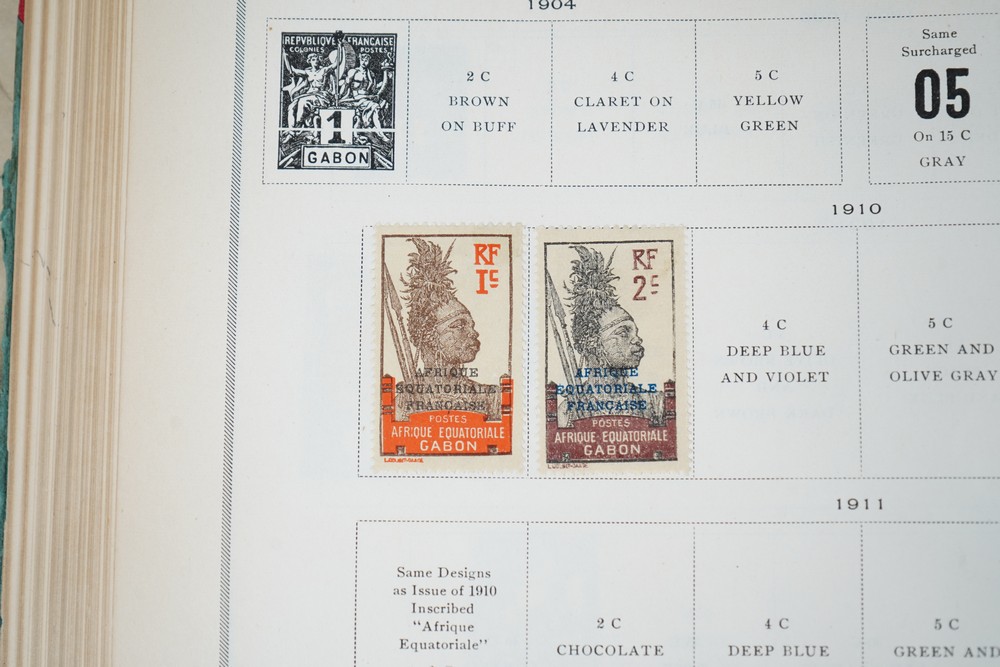 1904
REPVBLIQVE FRANCAISE
COLONIES POSTES
1
GABON
2 C
BROWN
ON BUFF
4 C
CLARET ON
LAVENDER
5 C
YELLOW
GREEN
Same
Surcharged
05
On 15 C
GRAY
1910
RF
1c
AFRIQUE
EQUATORIALE
FRANÇAISE
POSTES
AFRIQUE EQUATORIALE
GABON
RF
2c
AFRIQUE
EQUATORIALE
FRANÇAISE
POSTES
AFRIQUE EQUATORIALE
GABON
4 C
DEEP BLUE
AND VIOLET
5 C
GREEN AND
OLIVE GRAY
1911
Same Designs
as Issue of 1910
Inscribed
"Afrique
Equatoriale"
2 C
CHOCOLATE
4 C
DEEP BLUE
5 C
GREEN AND